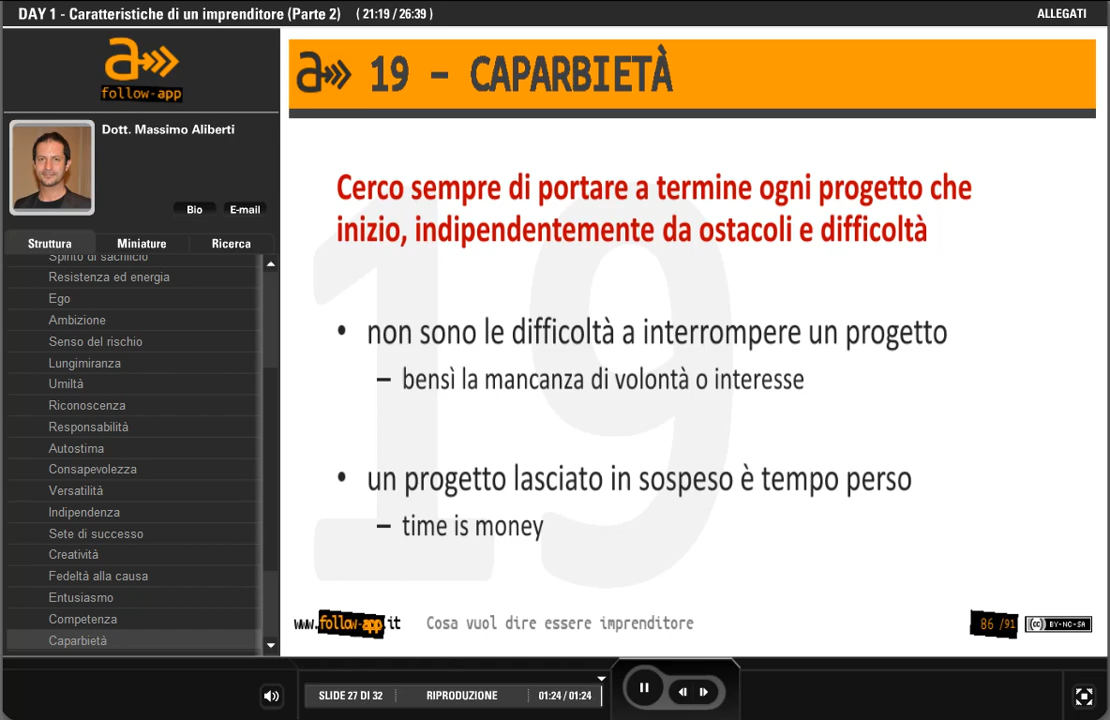 DAY 1 - Caratteristiche di un imprenditore (Parte 2) ( 21:19 / 26:39 )
ALLEGATI
a
follow-app
Dott. Massimo Aliberti
Bio
E-mail
Struttura
Miniature
Ricerca
Spirito di sacrificio
Resistenza ed energia
Ego
Ambizione
Senso del rischio
Lungimiranza
Umiltà
Riconoscenza
Responsabilità
Autostima
Consapevolezza
Versatilità
Indipendenza
Sete di successo
Creatività
Fedeltà alla causa
Entusiasmo
Competenza
Caparbietà
a 19 - CAPARBIETÀ
19
Cerco sempre di portare a termine ogni progetto che
inizio, indipendentemente da ostacoli e difficoltà
• non sono le difficoltà a interrompere un progetto
– bensì la mancanza di volontà o interesse
• un progetto lasciato in sospeso è tempo perso
– time is money
www.follow-app.it
Cosa vuol dire essere imprenditore
86 /91
cc BY-NC-SA
SLIDE 27 DI 32
RIPRODUZIONE
01:24 / 01:24